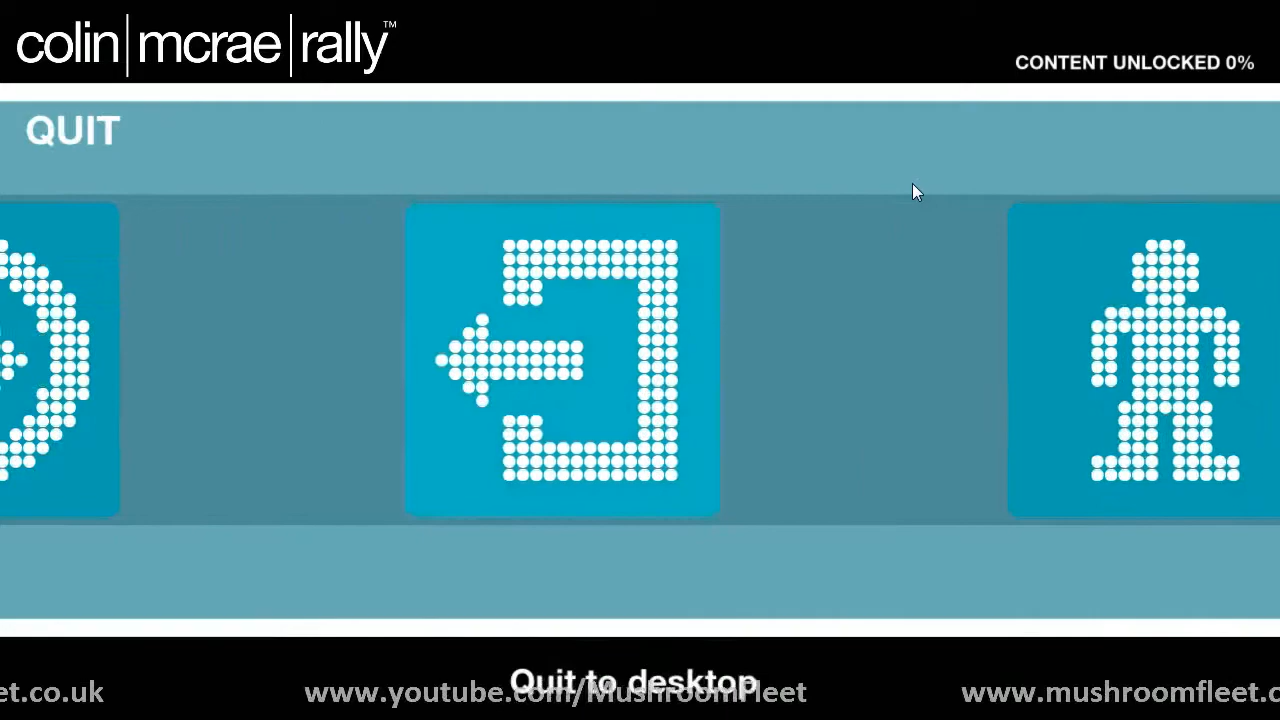 colin|mcrae|rally™
CONTENT UNLOCKED 0%
QUIT
Quit to desktop
et.co.uk www.youtube.com/MushroomFleet www.mushroomfleet.c